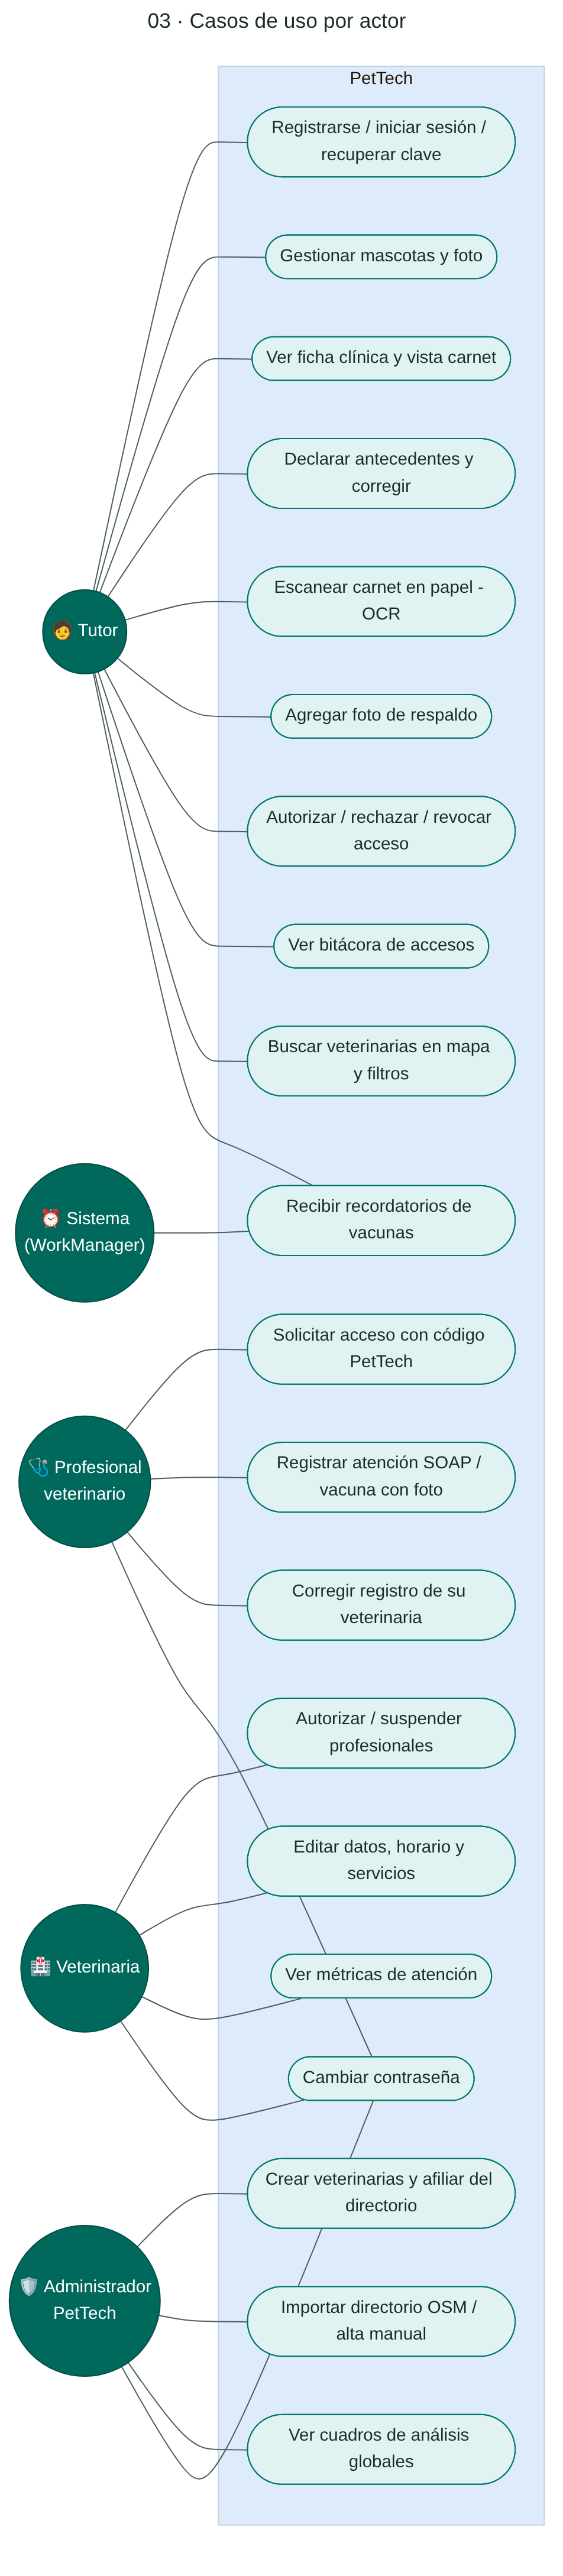 03 · Casos de uso por actor
PetTech
Registrarse / iniciar sesión /
recuperar clave
Gestionar mascotas y foto
Ver ficha clínica y vista carnet
Declarar antecedentes y
corregir
Escanear carnet en papel -
OCR
🧑 Tutor
Agregar foto de respaldo
Autorizar / rechazar / revocar
acceso
Ver bitácora de accesos
Buscar veterinarias en mapa
y filtros
⏰ Sistema
(WorkManager)
Recibir recordatorios de
vacunas
Solicitar acceso con código
PetTech
🩺 Profesional
veterinario
Registrar atención SOAP /
vacuna con foto
Corregir registro de su
veterinaria
Autorizar / suspender
profesionales
Editar datos, horario y
servicios
🏥 Veterinaria
Ver métricas de atención
Cambiar contraseña
Crear veterinarias y afiliar del
directorio
🛡️ Administrador
PetTech
Importar directorio OSM /
alta manual
Ver cuadros de análisis
globales